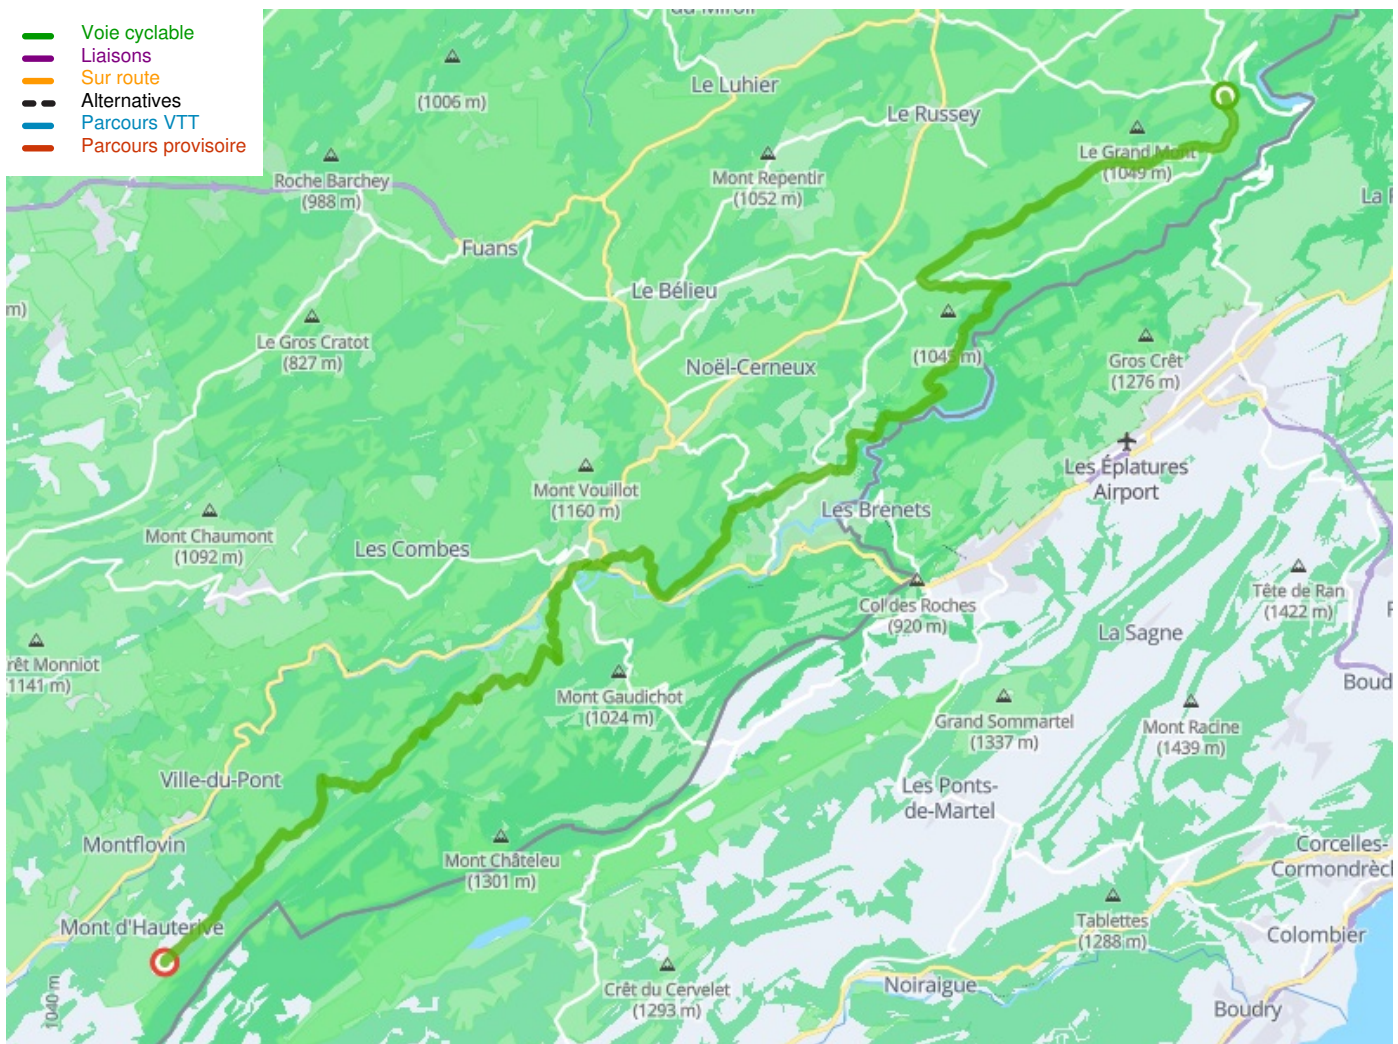 Voie cyclable
Liaisons
Sur route
Alternatives
Parcours VTT
Parcours provisoire
du Miroir
(1006 m)
Le Luhier
Le Russey
Le Grand Mont
(1049 m)
Roche Barchey
(988 m)
Mont Repentir
(1052 m)
Fuans
Le Bélieu
m)
Le Gros Cratot
(827 m)
Noël-Cerneux
Gros Crêt
(1276 m)
Les Éplatures
Airport
Mont Vouillot
(1160 m)
Les Brenets
Mont Chaumont
(1092 m)
Les Combes
Col des Roches
(920 m)
Tête de Ran
(1422 m)
La Sagne
rêt Monniot
1141 m)
Mont Gaudichot
(1024 m)
Boud
Grand Sommartel
(1337 m)
Mont Racine
(1439 m)
Ville-du-Pont
Les Ponts-
de-Martel
Montflovin
Mont Châteleu
(1301 m)
Corcelles-
Cormondrèch
Mont d'Hauterive
Tablettes
(1288 m)
Colombier
1040 m
Crêt du Cervelet
(1293 m)
Noiraigue
Boudry